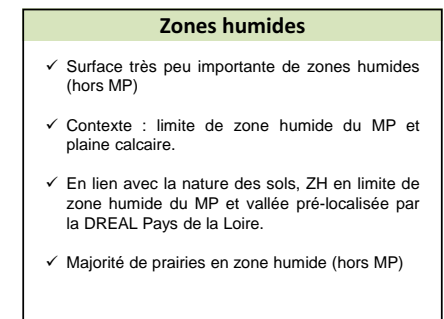 Zones humides
✓ Surface très peu importante de zones humides
(hors MP)
✓ Contexte : limite de zone humide du MP et
plaine calcaire.
✓ En lien avec la nature des sols, ZH en limite de
zone humide du MP et vallée pré-localisée par
la DREAL Pays de la Loire.
✓ Majorité de prairies en zone humide (hors MP)